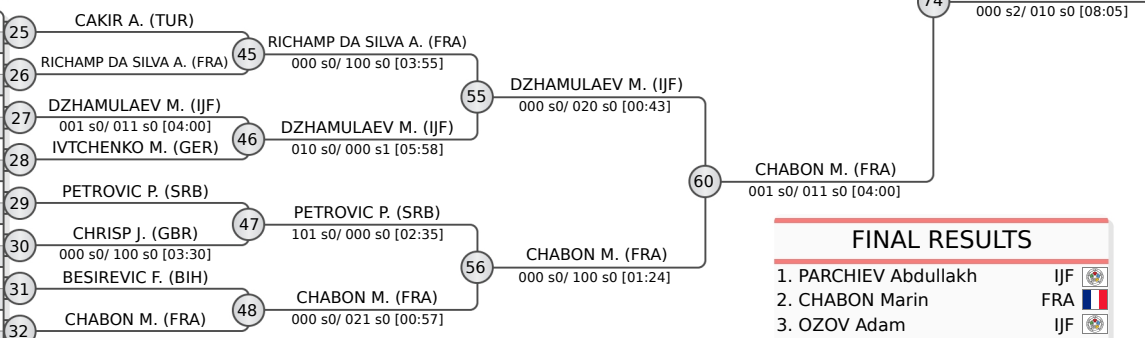 74
000 s2/ 010 s0 [08:05]
25
CAKIR A. (TUR)
45
RICHAMP DA SILVA A. (FRA)
000 s0/ 100 s0 [03:55]
26
RICHAMP DA SILVA A. (FRA)
55
DZHAMULAEV M. (IJF)
000 s0/ 020 s0 [00:43]
27
DZHAMULAEV M. (IJF)
001 s0/ 011 s0 [04:00]
46
DZHAMULAEV M. (IJF)
010 s0/ 000 s1 [05:58]
28
IVTCHENKO M. (GER)
60
CHABON M. (FRA)
001 s0/ 011 s0 [04:00]
29
PETROVIC P. (SRB)
47
PETROVIC P. (SRB)
101 s0/ 000 s0 [02:35]
30
CHRISP J. (GBR)
000 s0/ 100 s0 [03:30]
56
CHABON M. (FRA)
000 s0/ 100 s0 [01:24]
31
BESIREVIC F. (BIH)
48
CHABON M. (FRA)
000 s0/ 021 s0 [00:57]
32
CHABON M. (FRA)
FINAL RESULTS
1. PARCHIEV Abdullakh IJF
2. CHABON Marin FRA
3. OZOV Adam IJF